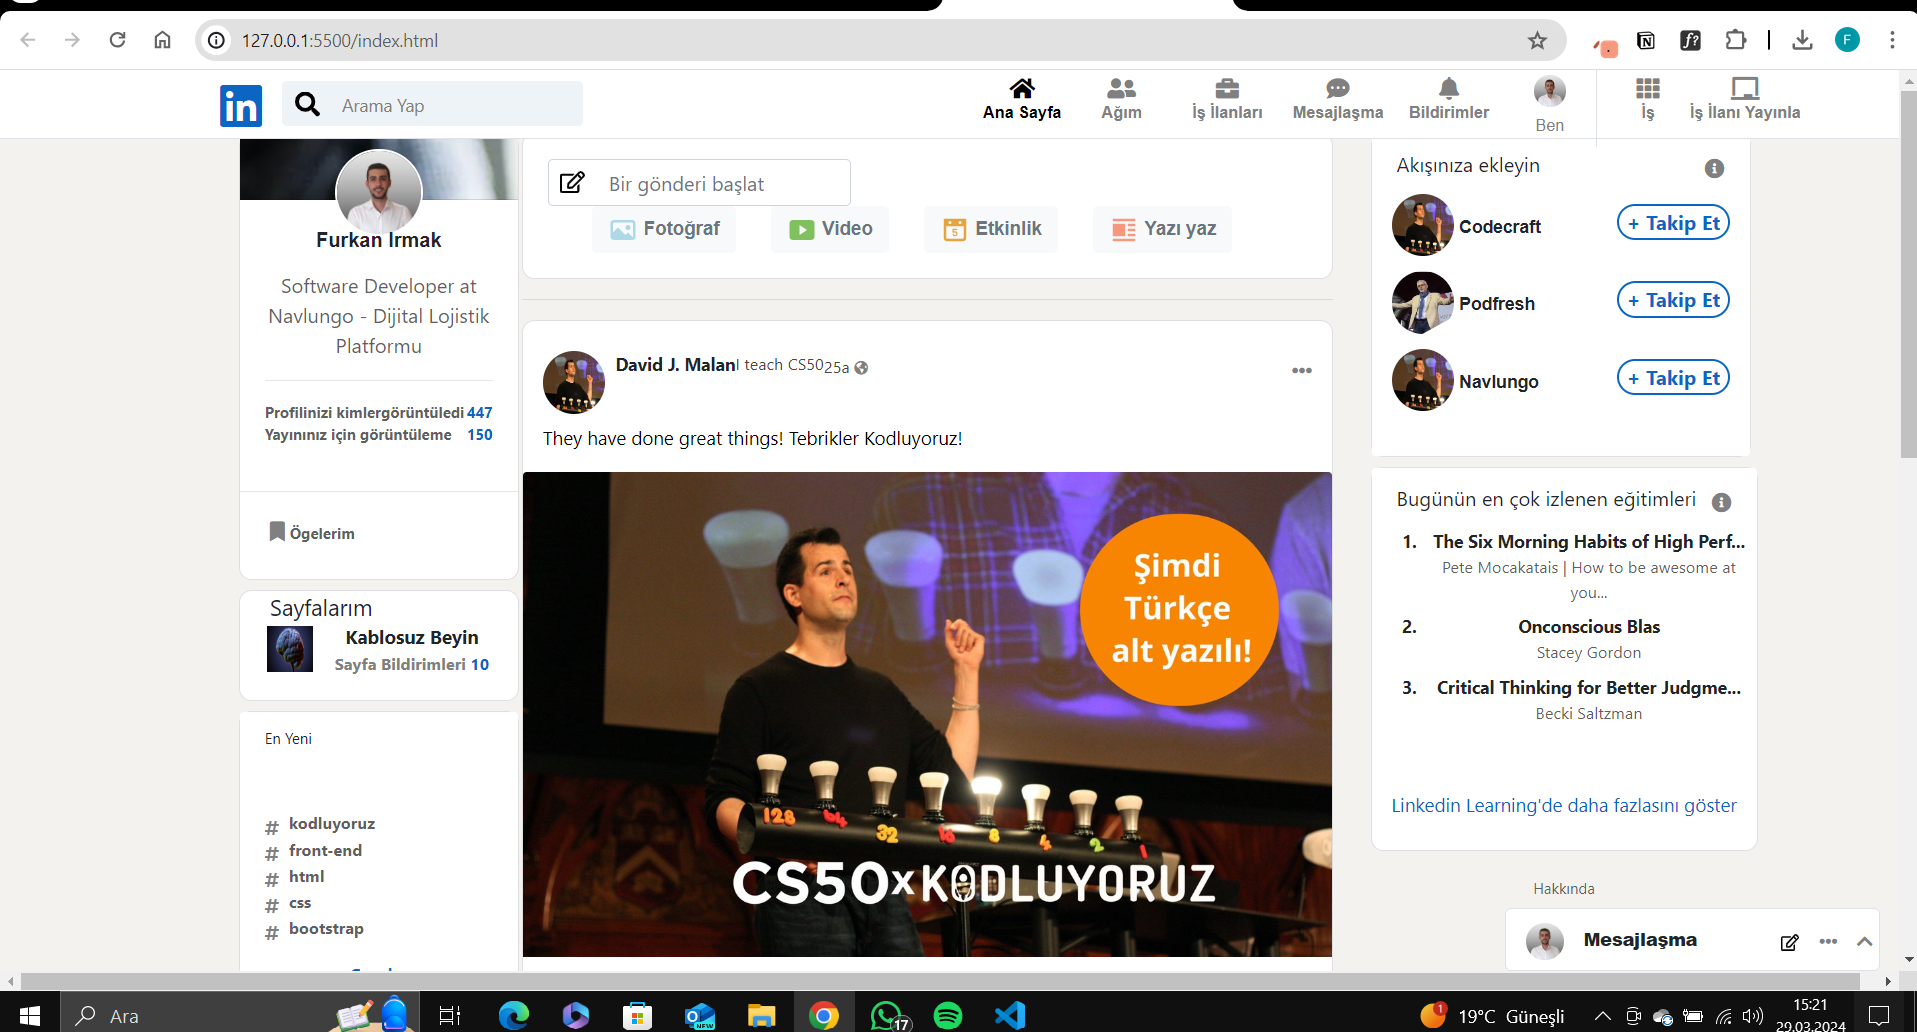 127.0.0.1:5500/index.html
in
Arama Yap
Ana Sayfa
Ağım
İş İlanları
Mesajlaşma
Bildirimler
Ben
İş
İş İlanı Yayınla
Furkan Irmak
Software Developer at
Navlungo - Dijital Lojistik
Platformu
Profilinizi kimlergörüntüledi 447
Yayınınız için görüntüleme 150
Ögelerim
Sayfalarım
Kablosuz Beyin
Sayfa Bildirimleri 10
En Yeni
# kodluyoruz
# front-end
# html
# css
# bootstrap
Bir gönderi başlat
Fotoğraf
Video
5 Etkinlik
Yazı yaz
David J. MalanI teach CS5025a
They have done great things! Tebrikler Kodluyoruz!
Şimdi
Türkçe
alt yazılı!
128 64 32 16 8 4 2 1
CS50xKODLUYORUZ
Akışınıza ekleyin
Codecraft
+ Takip Et
Podfresh
+ Takip Et
Navlungo
+ Takip Et
Bugünün en çok izlenen eğitimleri
1. The Six Morning Habits of High Perf...
Pete Mocakatais | How to be awesome at
you...
2. Onconscious Blas
Stacey Gordon
3. Critical Thinking for Better Judgme...
Becki Saltzman
Linkedin Learning'de daha fazlasını göster
Hakkında
Mesajlaşma
Ara
NEW
17
1
19°C Güneşli
15:21
29.03.2024